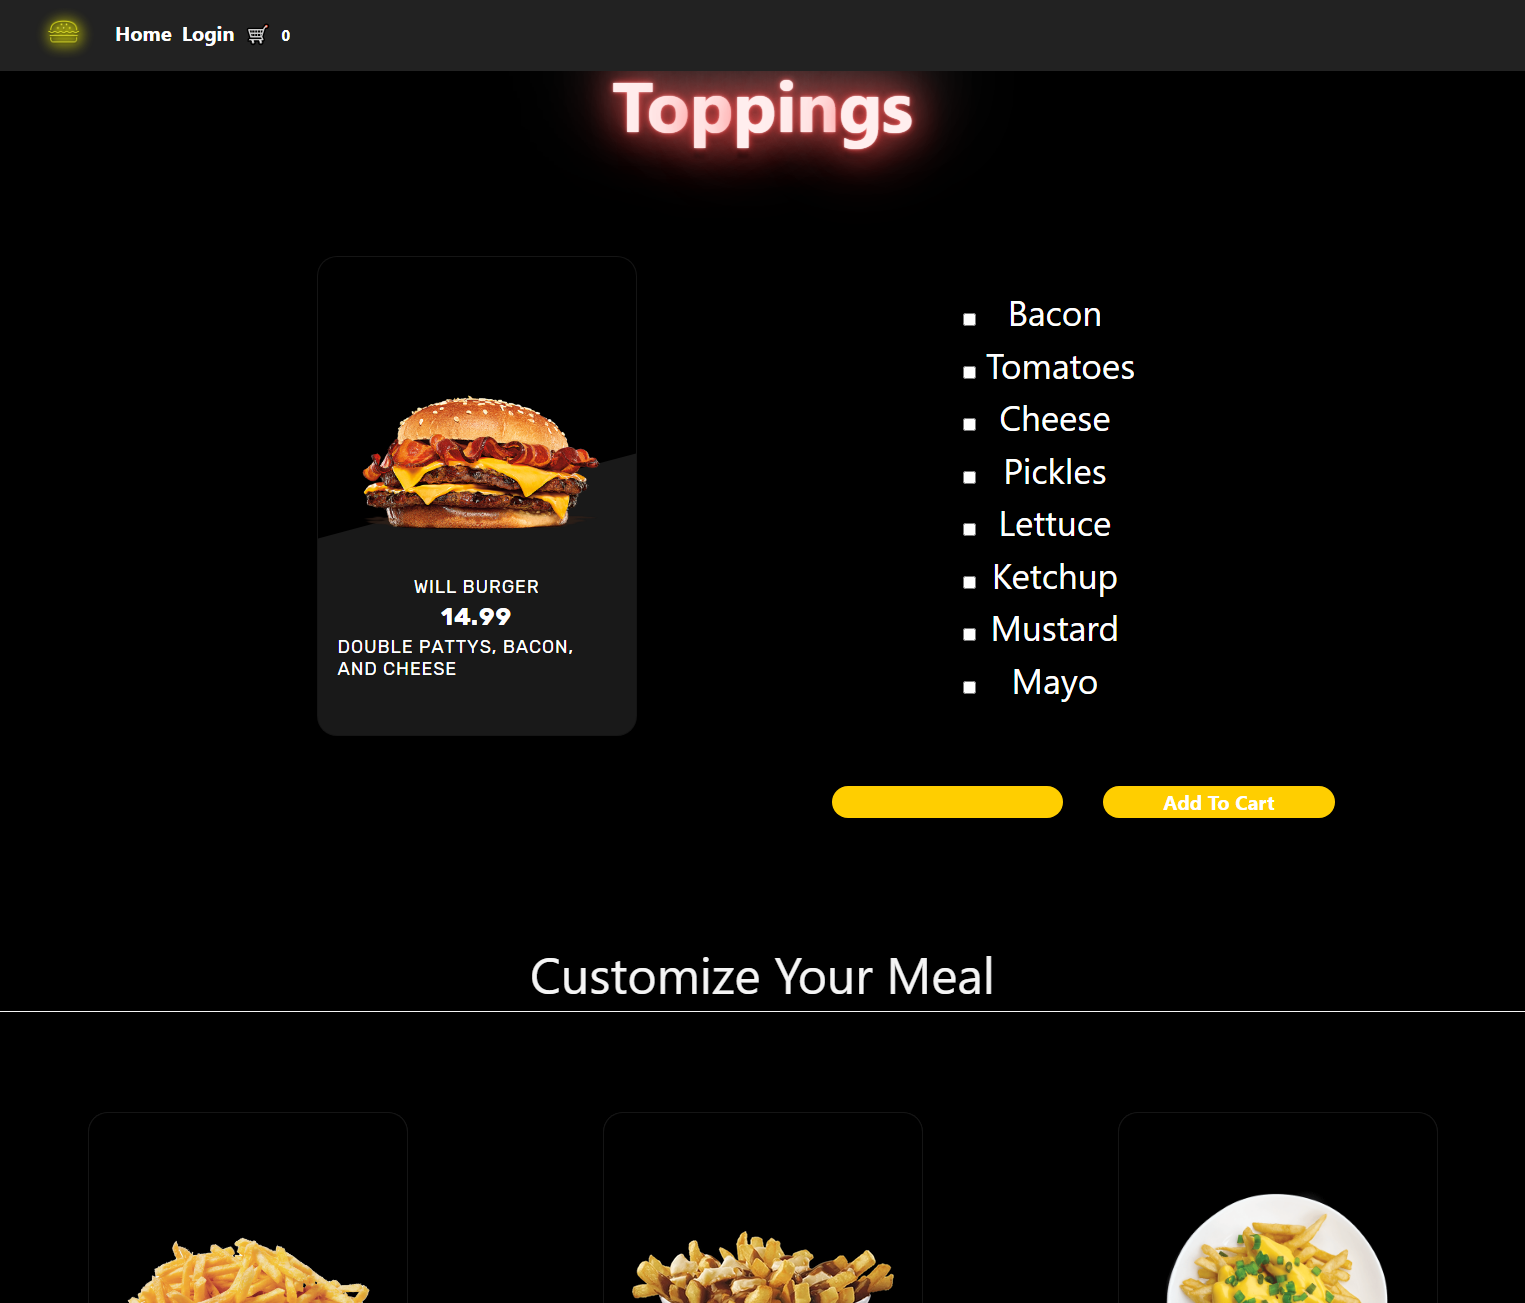 Home Login 0
Toppings
WILL BURGER
14.99
DOUBLE PATTYS, BACON,
AND CHEESE
Bacon
Tomatoes
Cheese
Pickles
Lettuce
Ketchup
Mustard
Mayo
Add To Cart
Customize Your Meal